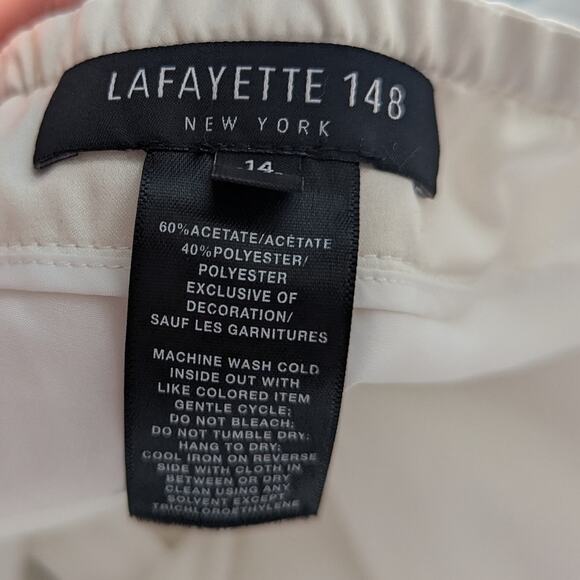 LAFAYETTE 148
NEW YORK
-14-
60%ACETATE/ACÉTATE
40%POLYESTER/
POLYESTER
EXCLUSIVE OF
DECORATION/
SAUF LES GARNITURES
MACHINE WASH COLD
INSIDE OUT WITH
LIKE COLORED ITEM
GENTLE CYCLE;
DO NOT BLEACH;
DO NOT TUMBLE DRY;
HANG TO DRY;
COOL IRON ON REVERSE
SIDE WITH CLOTH IN
BETWEEN OR DRY
CLEAN USING ANY
SOLVENT EXCEPT
TRICHLOROETHYLENE